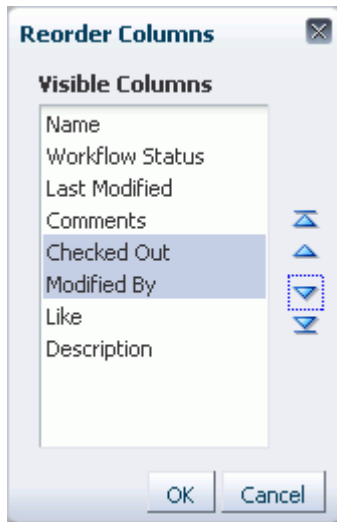 Reorder Columns
Visible Columns
Name
Workflow Status
Last Modified
Comments
Checked Out
Modified By
Like
Description
OK
Cancel